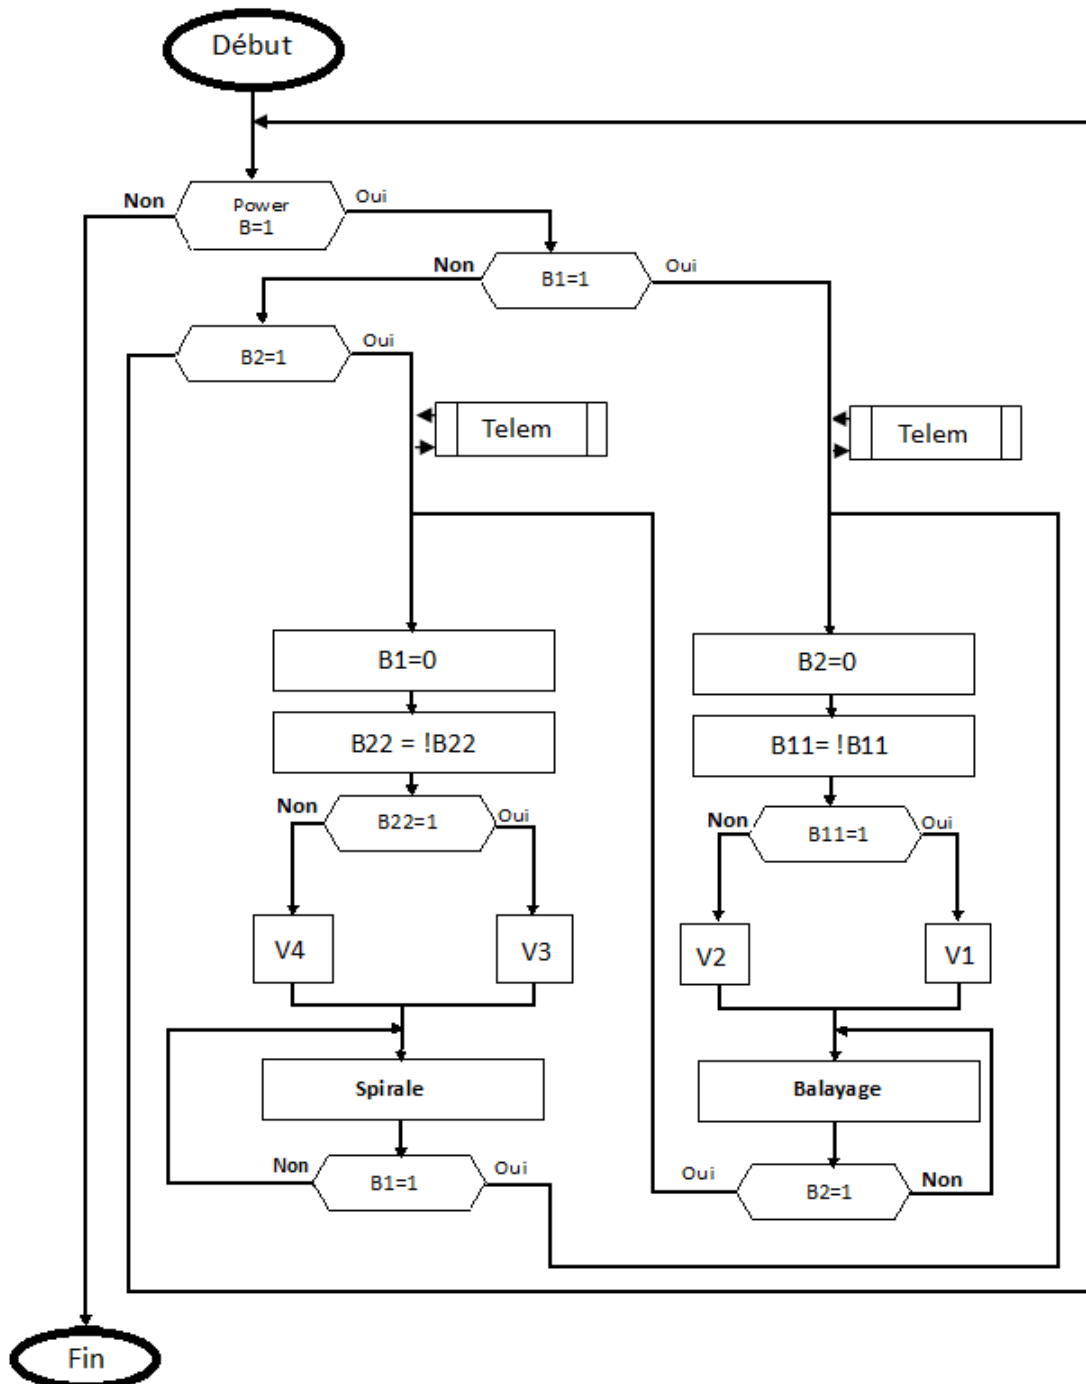 Début
Non
Power
B=1
Oui
Non
B1=1
Oui
B2=1
Oui
Telem
Telem
B1=0
B2=0
B22 = !B22
B11= !B11
Non
B22=1
Oui
Non
B11=1
Oui
V4
V3
V2
V1
Spirale
Balayage
Non
B1=1
Oui
Oui
B2=1
Non
Fin